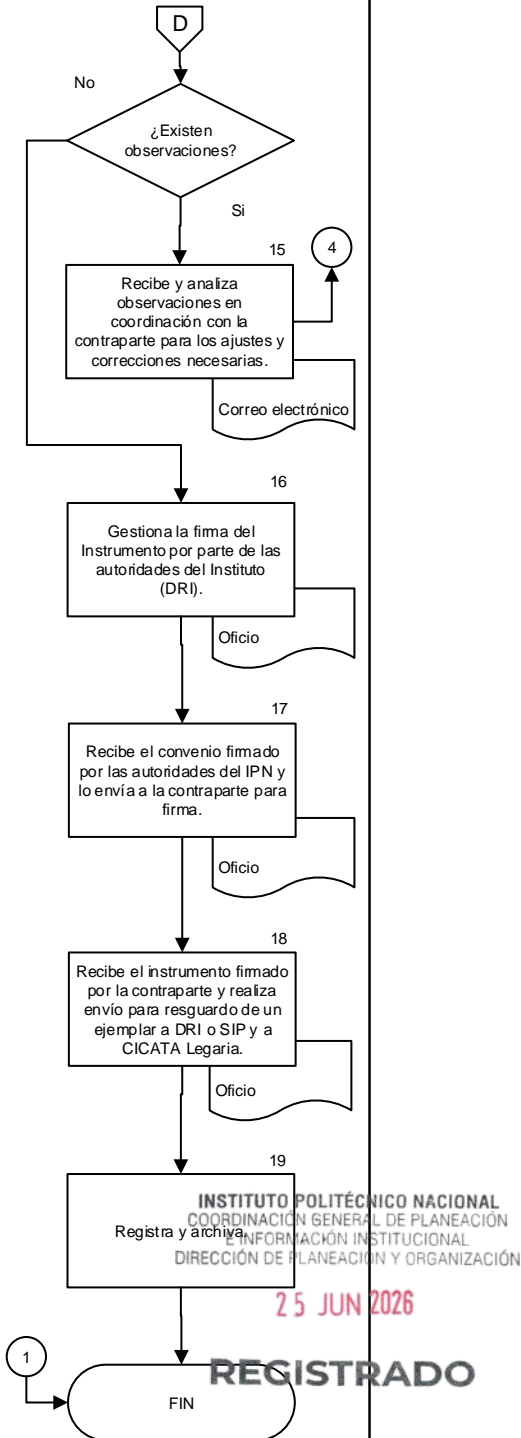 D
No
¿Existen
observaciones?
Si
15
4
Recibe y analiza
observaciones en
coordinación con la
contraparte para los ajustes y
correcciones necesarias.
Correo electrónico
16
Gestiona la firma del
Instrumento por parte de las
autoridades del Instituto
(DRI).
Oficio
17
Recibe el convenio firmado
por las autoridades del IPN y
lo envía a la contraparte para
firma.
Oficio
18
Recibe el instrumento firmado
por la contraparte y realiza
envío para resguardo de un
ejemplar a DRI o SIP y a
CICATA Legaria.
Oficio
19
Registra y archiva.
INSTITUTO POLITÉCNICO NACIONAL
COORDINACIÓN GENERAL DE PLANEACIÓN
E INFORMACIÓN INSTITUCIONAL
DIRECCIÓN DE PLANEACIÓN Y ORGANIZACIÓN
25 JUN 2026
REGISTRADO
1
FIN